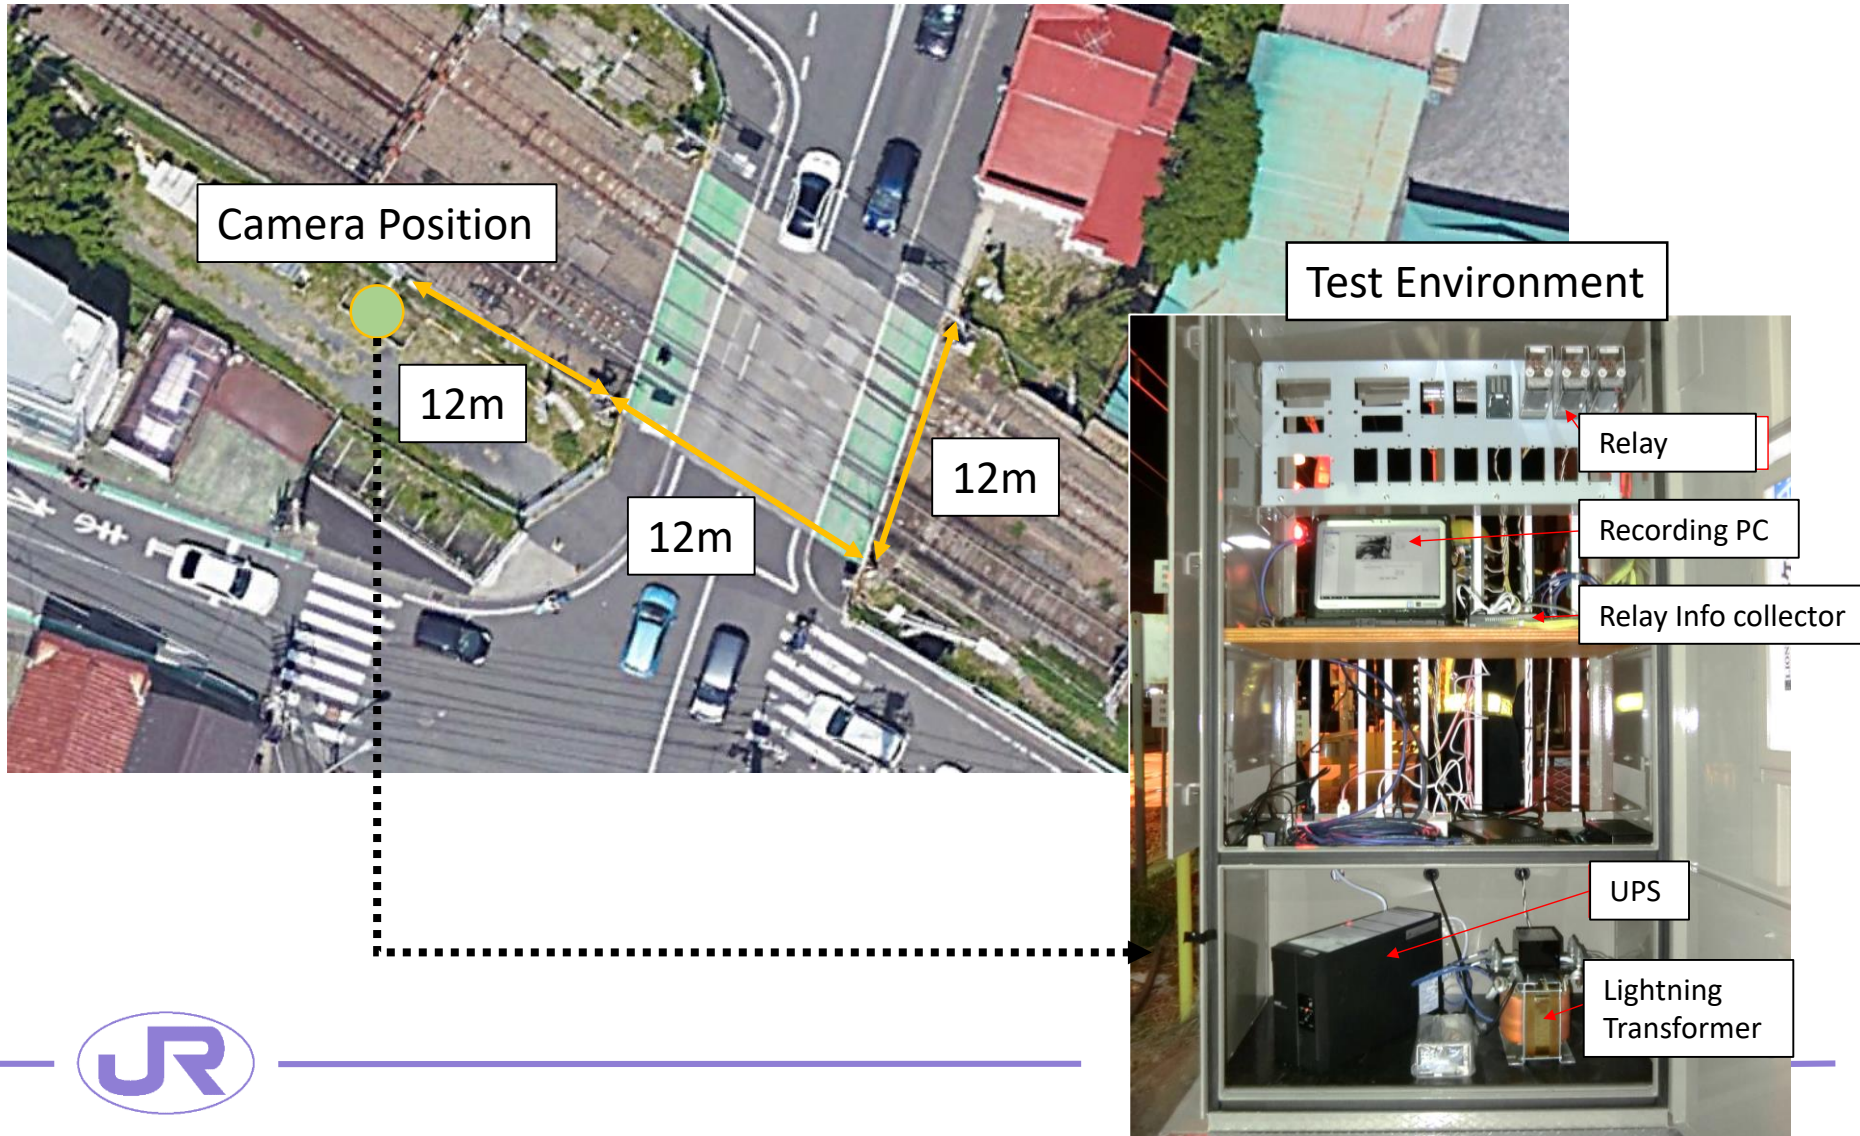 Camera Position
12m
12m
12m
Test Environment
Relay
Recording PC
Relay Info collector
UPS
Lightning
Transformer
JR